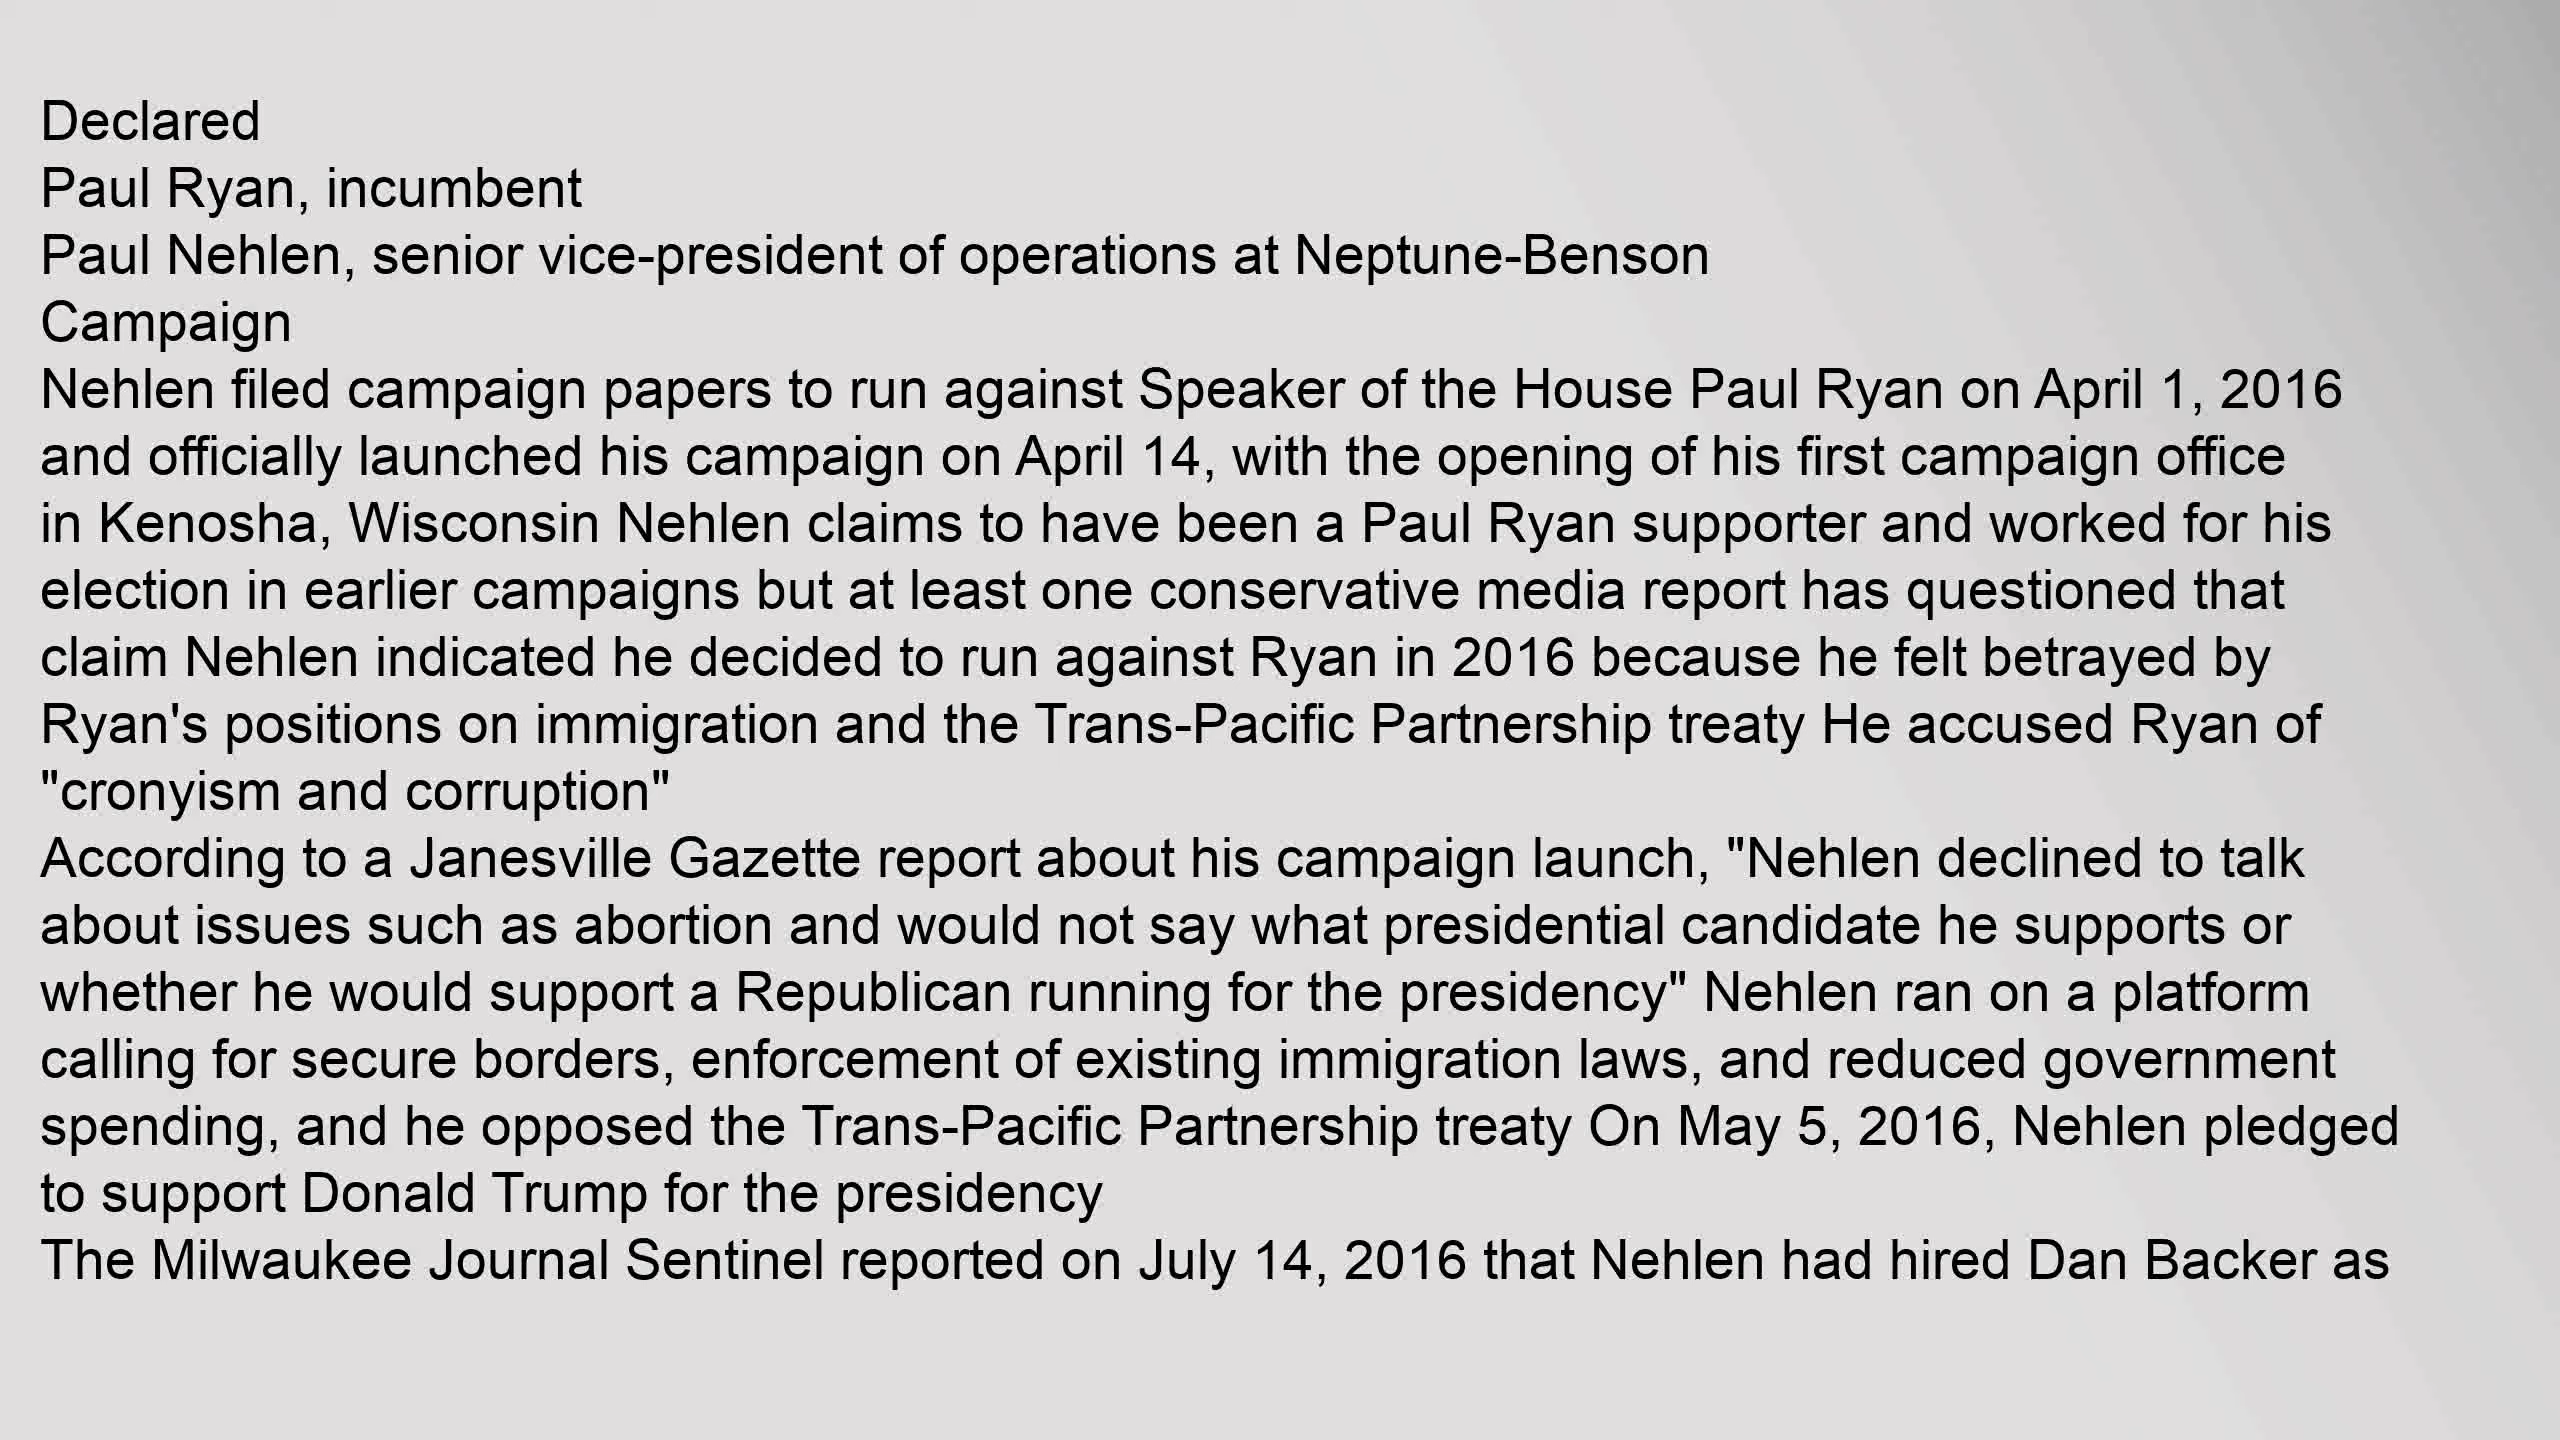 Declared
Paul Ryan, incumbent
Paul Nehlen, senior vice-president of operations at Neptune-Benson
Campaign
Nehlen filed campaign papers to run against Speaker of the House Paul Ryan on April 1, 2016
and officially launched his campaign on April 14, with the opening of his first campaign office
in Kenosha, Wisconsin Nehlen claims to have been a Paul Ryan supporter and worked for his
election in earlier campaigns but at least one conservative media report has questioned that
claim Nehlen indicated he decided to run against Ryan in 2016 because he felt betrayed by
Ryan's positions on immigration and the Trans-Pacific Partnership treaty He accused Ryan of
"cronyism and corruption"
According to a Janesville Gazette report about his campaign launch, "Nehlen declined to talk
about issues such as abortion and would not say what presidential candidate he supports or
whether he would support a Republican running for the presidency" Nehlen ran on a platform
calling for secure borders, enforcement of existing immigration laws, and reduced government
spending, and he opposed the Trans-Pacific Partnership treaty On May 5, 2016, Nehlen pledged
to support Donald Trump for the presidency
The Milwaukee Journal Sentinel reported on July 14, 2016 that Nehlen had hired Dan Backer as